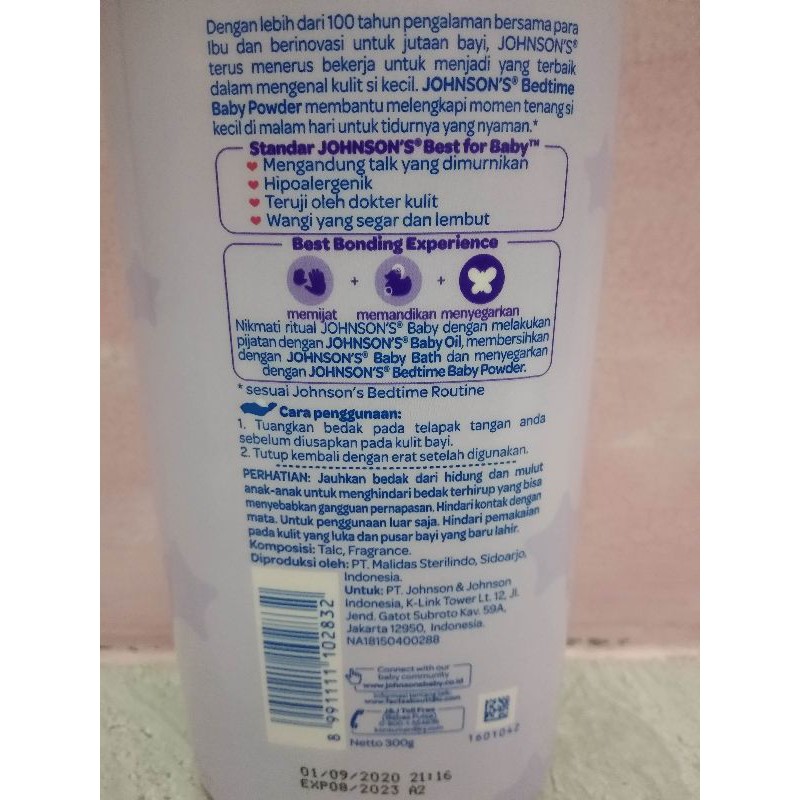 Dengan lebih dari 100 tahun pengalaman bersama para
Ibu dan berinovasi untuk jutaan bayi, JOHNSON'S®
terus menerus bekerja untuk menjadi yang terbaik
dalam mengenal kulit si kecil. JOHNSON'S® Bedtime
Baby Powder membantu melengkapi momen tenang si
kecil di malam hari untuk tidurnya yang nyaman.*
Standar JOHNSON'S® Best for Baby™
Mengandung talk yang dimurnikan
Hipoalergenik
Teruji oleh dokter kulit
Wangi yang segar dan lembut
Best Bonding Experience
+ +
memijat memandikan menyegarkan
Nikmati ritual JOHNSON'S® Baby dengan melakukan
pijatan dengan JOHNSON'S® Baby Oil, membersihkan
dengan JOHNSON'S® Baby Bath dan menyegarkan
dengan JOHNSON'S® Bedtime Baby Powder.
* sesuai Johnson's Bedtime Routine
Cara penggunaan:
1. Tuangkan bedak pada telapak tangan anda
sebelum diusapkan pada kulit bayi.
2. Tutup kembali dengan erat setelah digunakan.
PERHATIAN: Jauhkan bedak dari hidung dan mulut
anak-anak untuk menghindari bedak terhirup yang bisa
menyebabkan gangguan pernapasan. Hindari kontak dengan
mata. Untuk penggunaan luar saja. Hindari pemakaian
pada kulit yang luka dan pusar bayi yang baru lahir.
Komposisi: Talc, Fragrance.
Diproduksi oleh: PT. Malidas Sterilindo, Sidoarjo,
Indonesia.
Untuk: PT. Johnson & Johnson
Indonesia, K-Link Tower Lt. 12, Jl.
Jend. Gatot Subroto Kav. 59A,
Jakarta 12950, Indonesia.
NA18150400288
8 991111 102832
Connect with our
baby community
www.johnsonsbaby.co.id
J&J Toll Free
(Bebas Pulsa)
Netto 300g
1601042
01/09/2020 21:16
EXP08/2023 A2